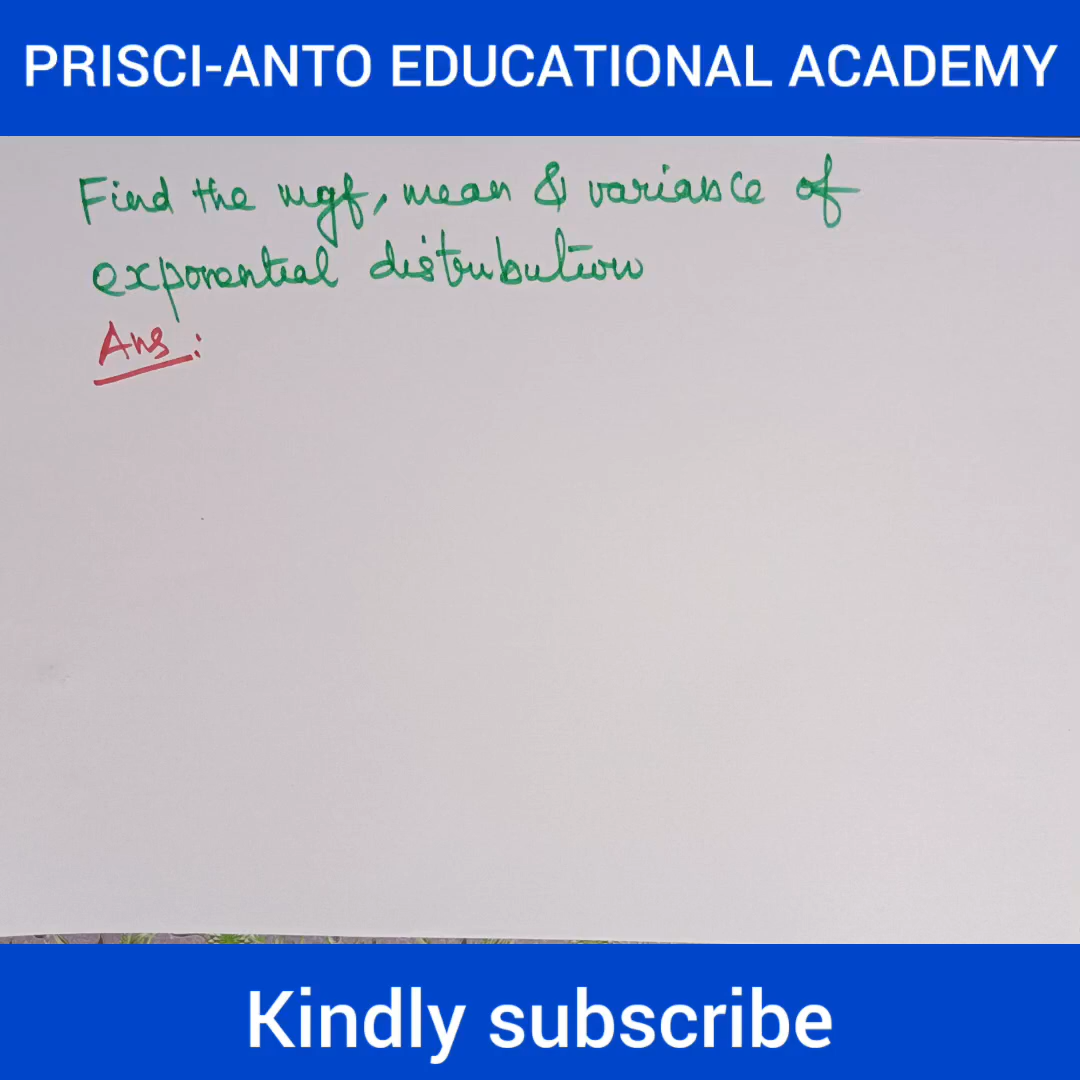 PRISCI-ANTO EDUCATIONAL ACADEMY
Find the mgf, mean & variance of
exponential distribution
Ans :
Kindly subscribe